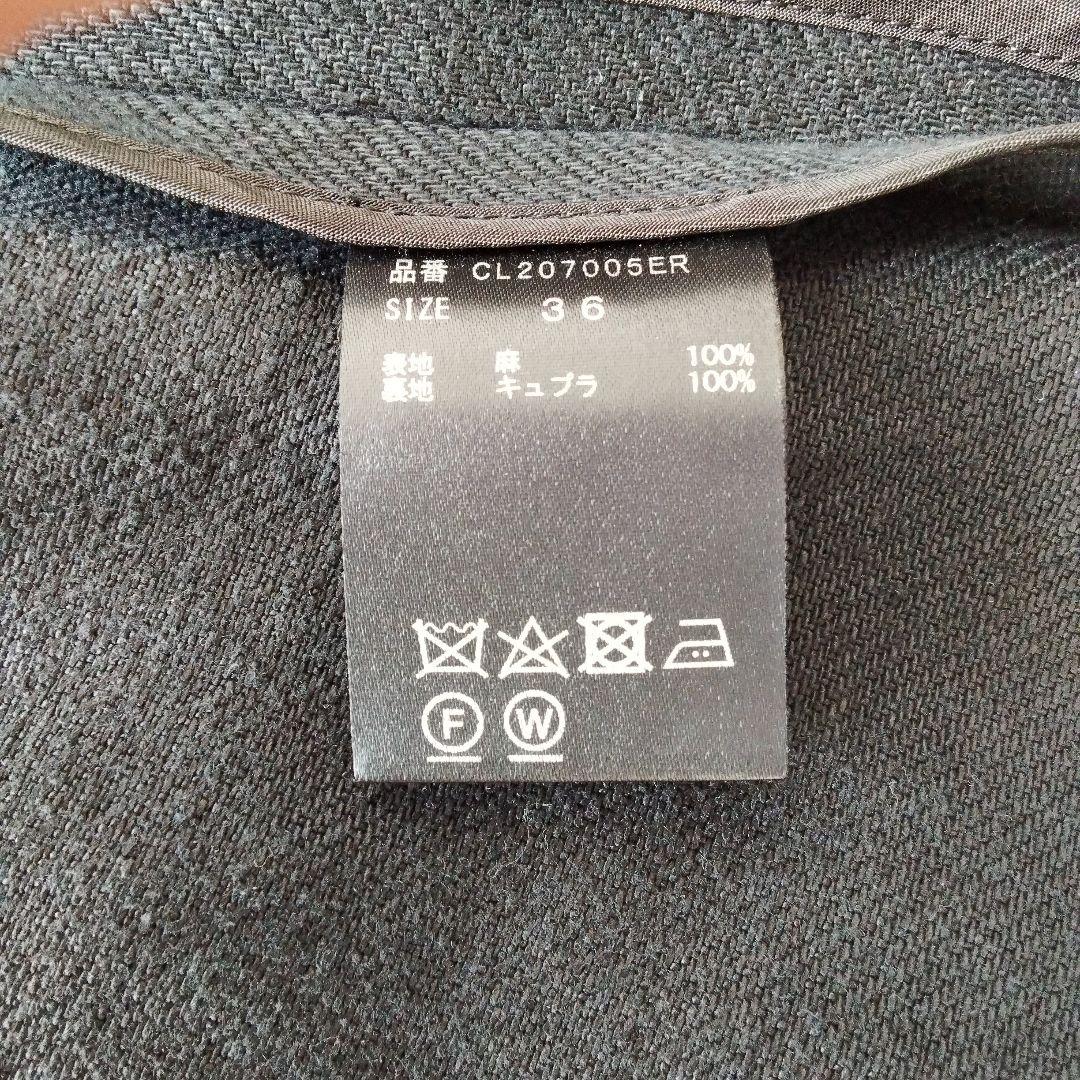 品番 CL207005ER
SIZE 36
表地 麻 100%
裏地 キュプラ 100%
F W